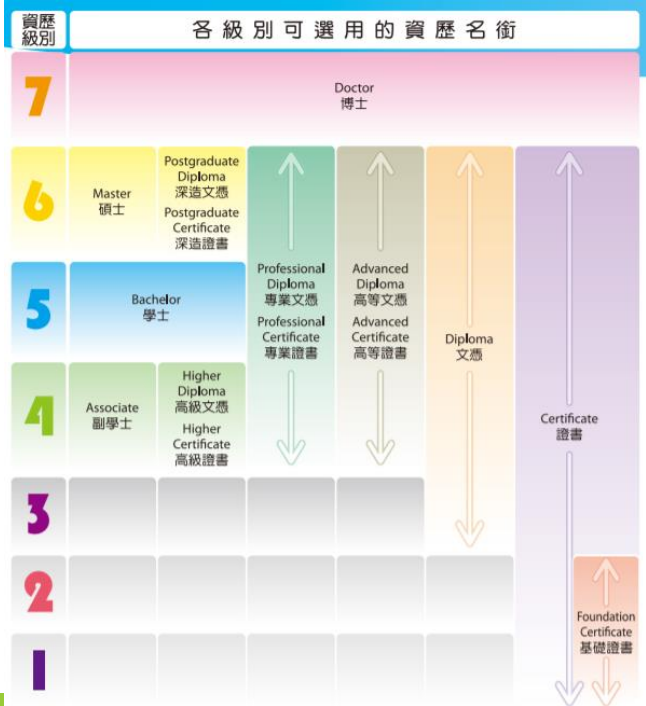 資歷
級別
各級別可選用的資歷名銜
7
Doctor
博士
6
Master
碩士
Postgraduate
Diploma
深造文憑
Postgraduate
Certificate
深造證書
5
Bachelor
學士
Professional
Diploma
專業文憑
Professional
Certificate
專業證書
Advanced
Diploma
高等文憑
Advanced
Certificate
高等證書
Diploma
文憑
4
Associate
副學士
Higher
Diploma
高級文憑
Higher
Certificate
高級證書
Certificate
證書
3
2
Foundation
Certificate
基礎證書
1